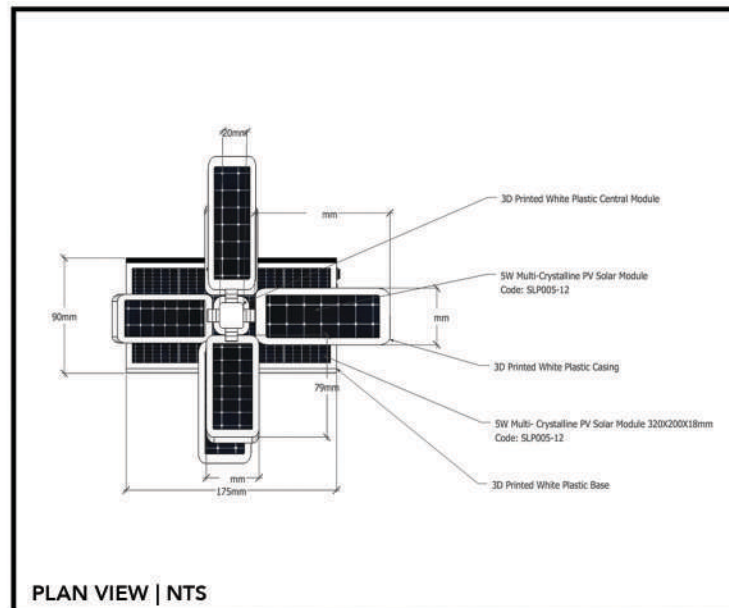 20mm
3D Printed White Plastic Central Module
mm
5W Multi-Crystalline PV Solar Module
Code: SLP005-12
90mm
mm
3D Printed White Plastic Casing
79mm
5W Multi- Crystalline PV Solar Module 320X200X18mm
Code: SLP005-12
mm
3D Printed White Plastic Base
175mm
PLAN VIEW | NTS